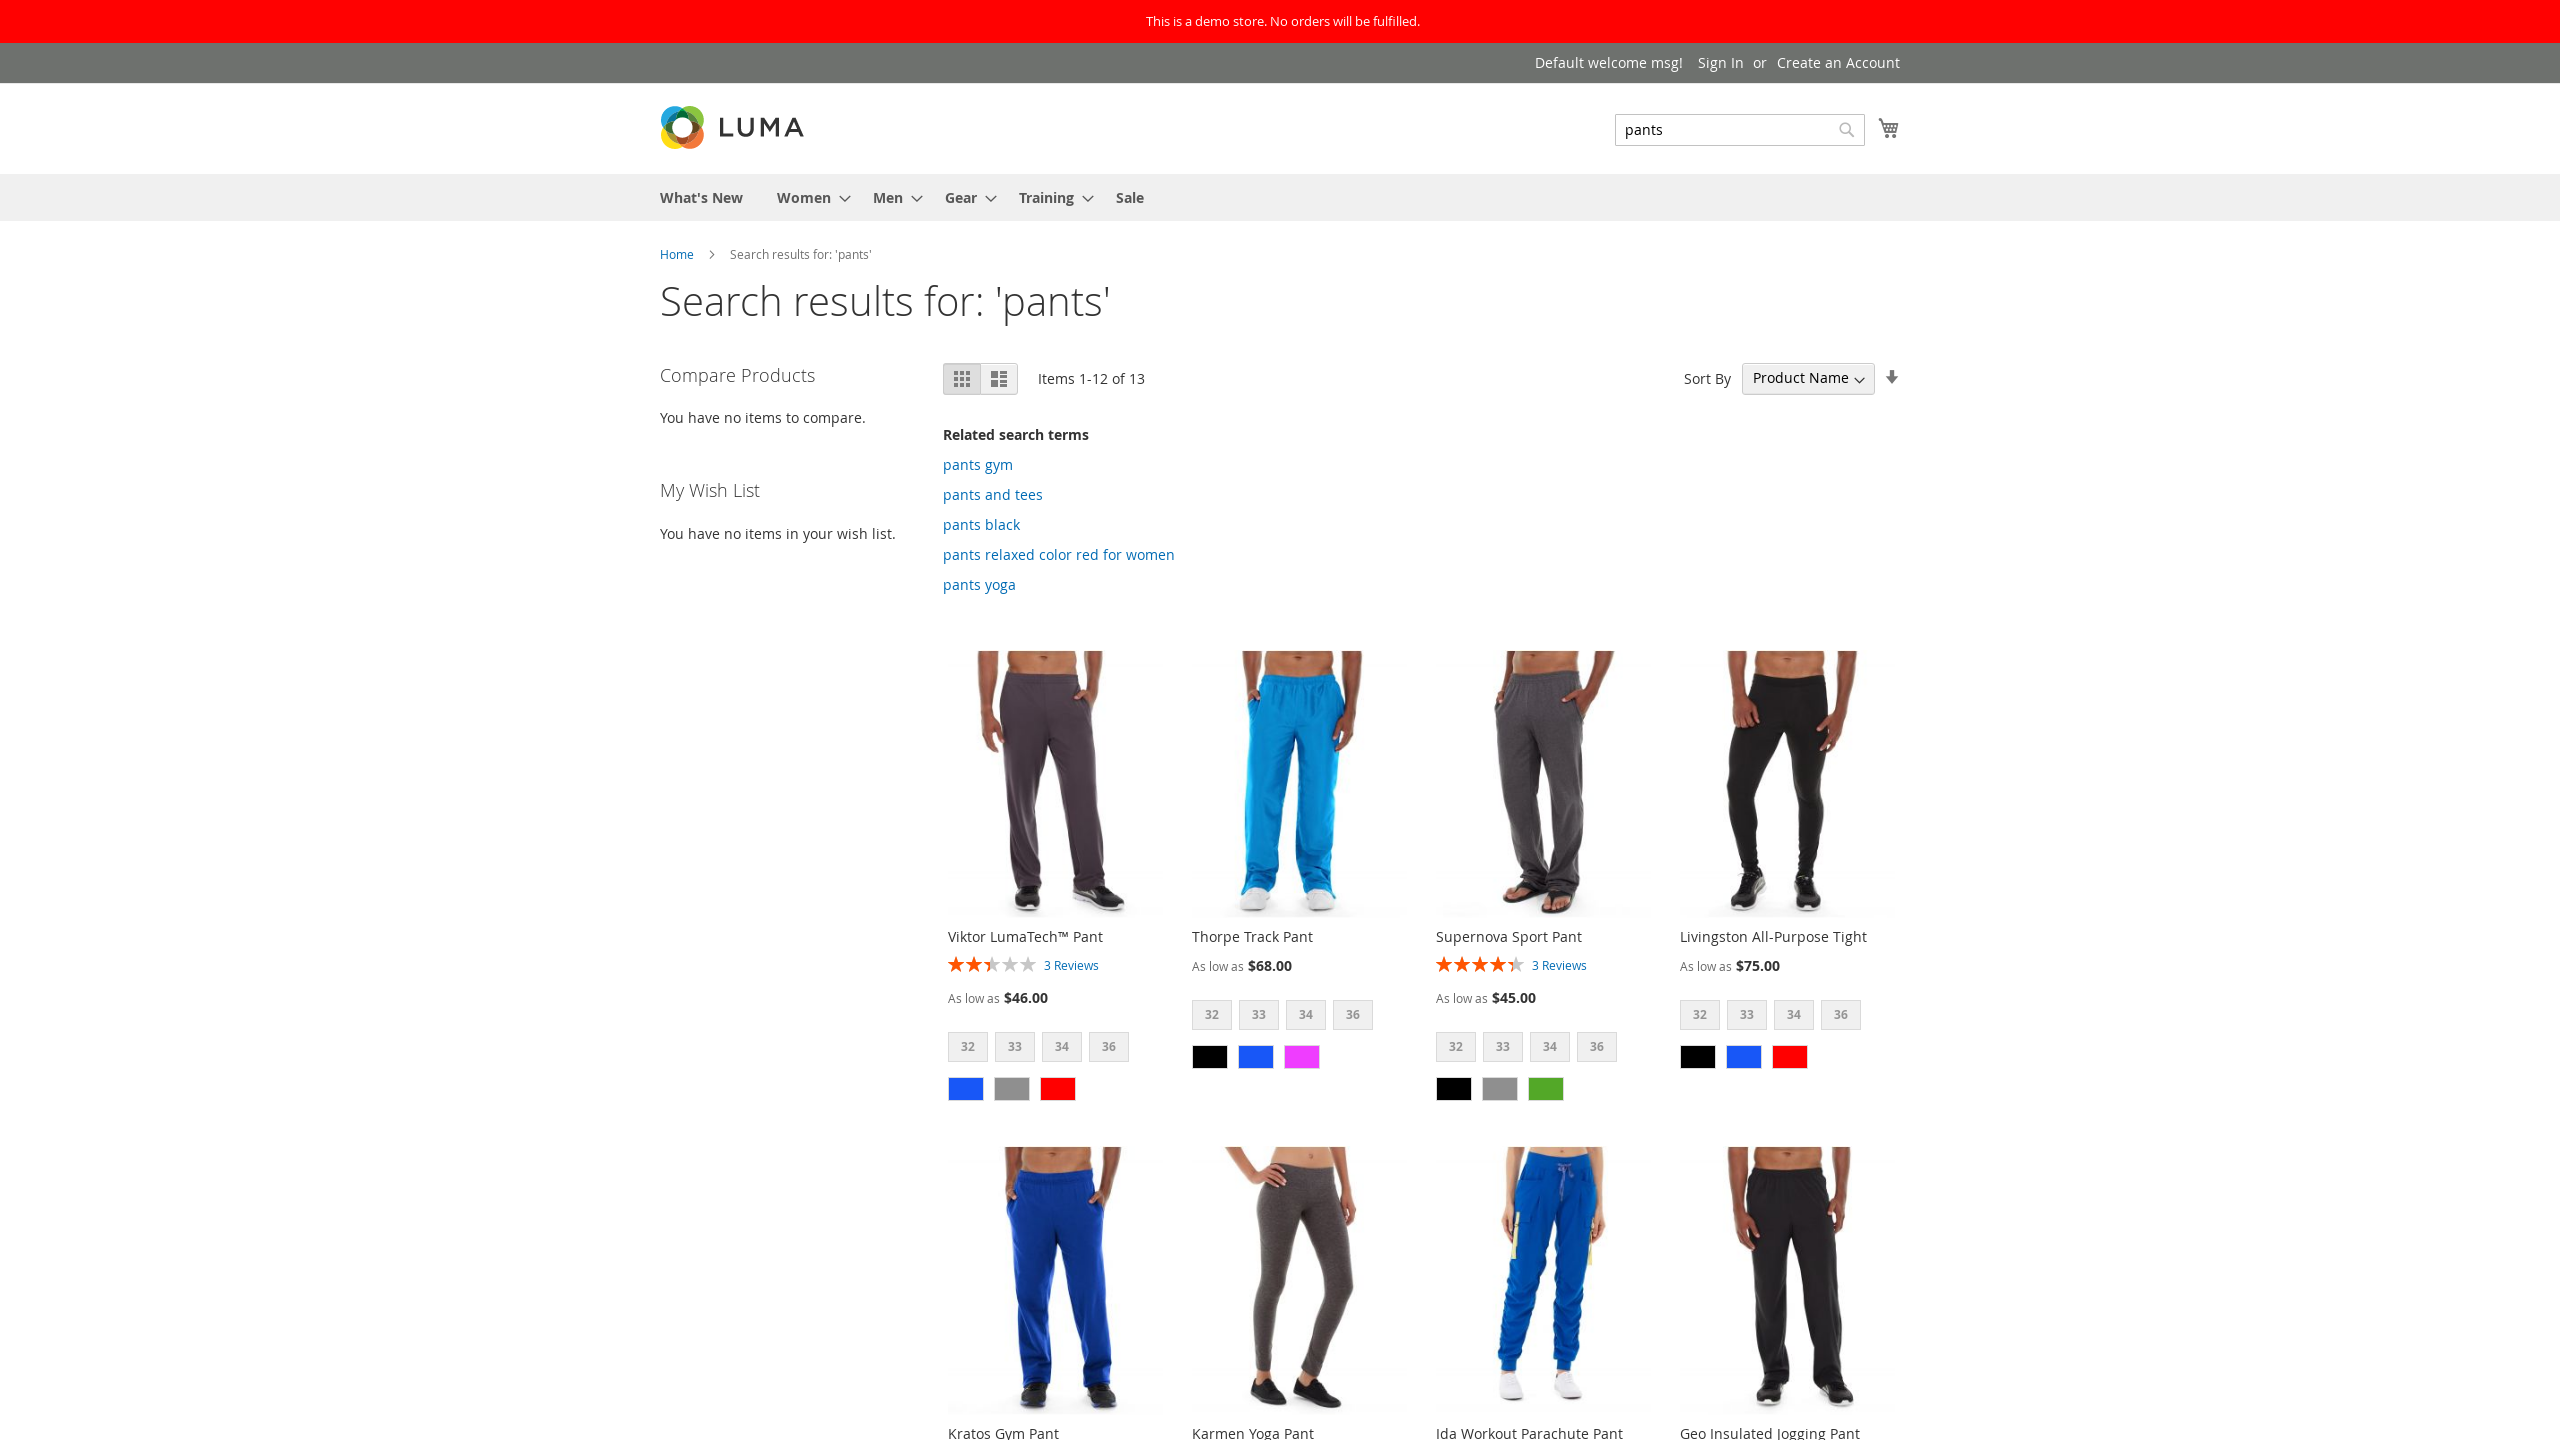 This is a demo store. No orders will be fulfilled.
Default welcome msg! Sign In or Create an Account
LUMA
pants
What's New Women Men Gear Training Sale
Home Search results for: 'pants'
Search results for: 'pants'
Compare Products
You have no items to compare.
My Wish List
You have no items in your wish list.
Items 1-12 of 13
Sort By Product Name
Related search terms
pants gym
pants and tees
pants black
pants relaxed color red for women
pants yoga
Viktor LumaTech™ Pant
3 Reviews
As low as $46.00
32 33 34 36
Thorpe Track Pant
As low as $68.00
32 33 34 36
Supernova Sport Pant
3 Reviews
As low as $45.00
32 33 34 36
Livingston All-Purpose Tight
As low as $75.00
32 33 34 36
Kratos Gym Pant
Karmen Yoga Pant
Ida Workout Parachute Pant
Geo Insulated Jogging Pant